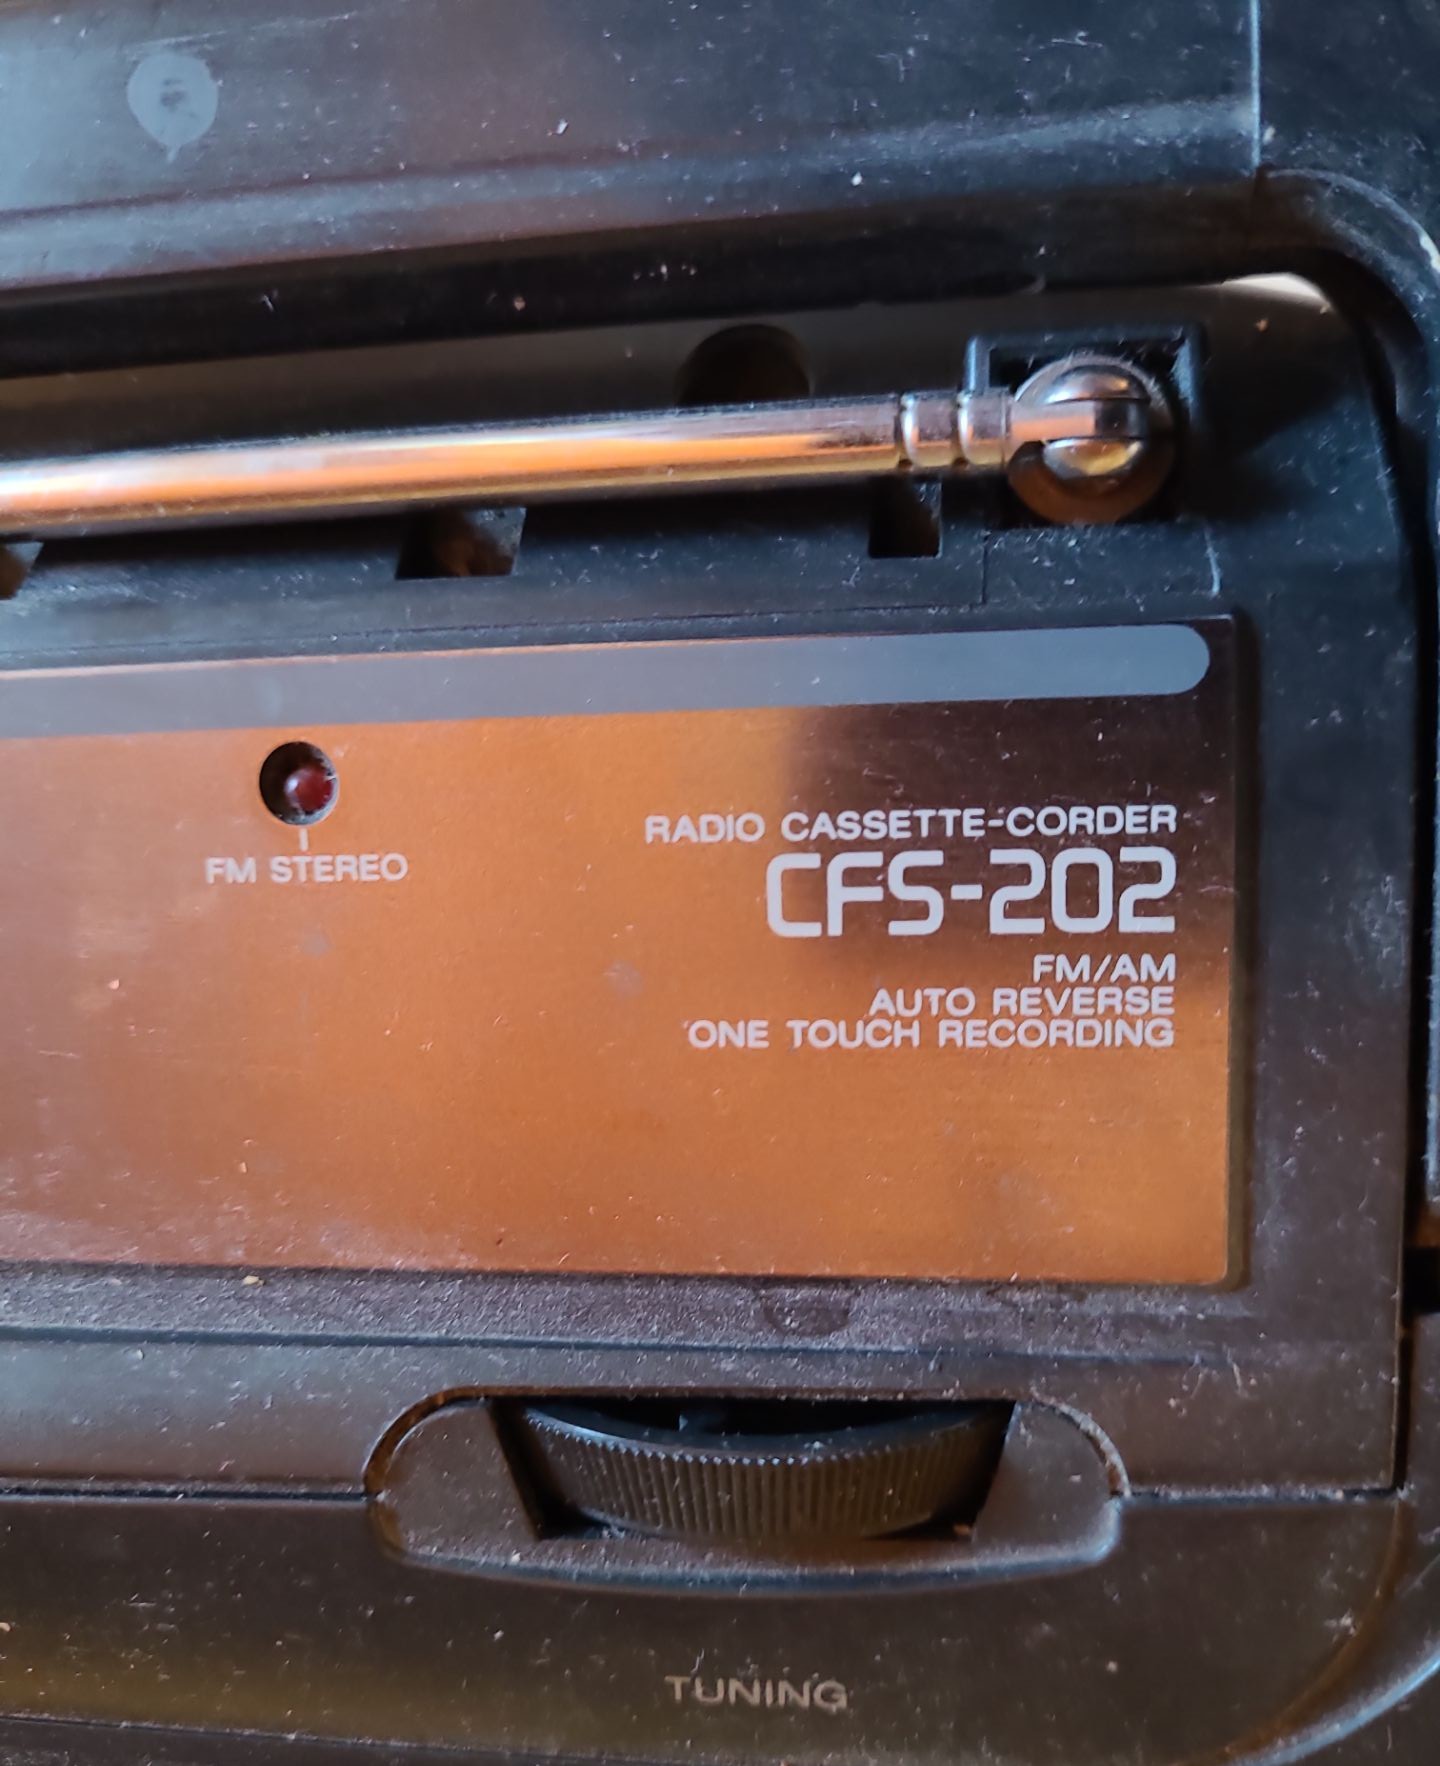 FM STEREO
RADIO CASSETTE-CORDER
CFS-202
FM/AM
AUTO REVERSE
ONE TOUCH RECORDING
TUNING